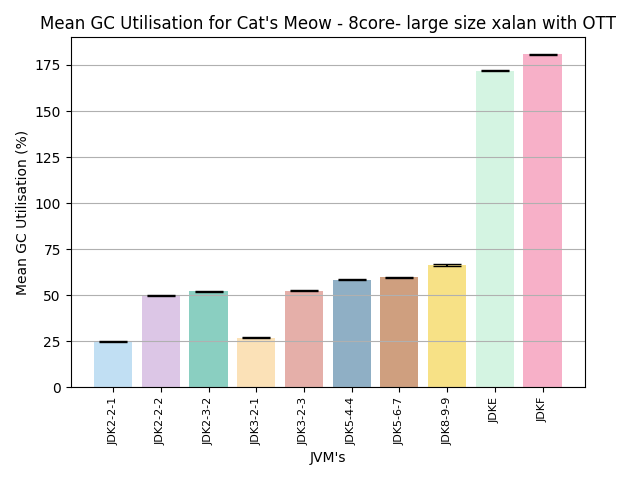 Mean GC Utilisation for Cat's Meow - 8core- large size xalan with OTT
Mean GC Utilisation (%)
175
150
125
100
75
50
25
0
JDK2-2-1
JDK2-2-2
JDK2-3-2
JDK3-2-1
JDK3-2-3
JDK5-4-4
JDK5-6-7
JDK8-9-9
JDKE
JDKF
JVM's